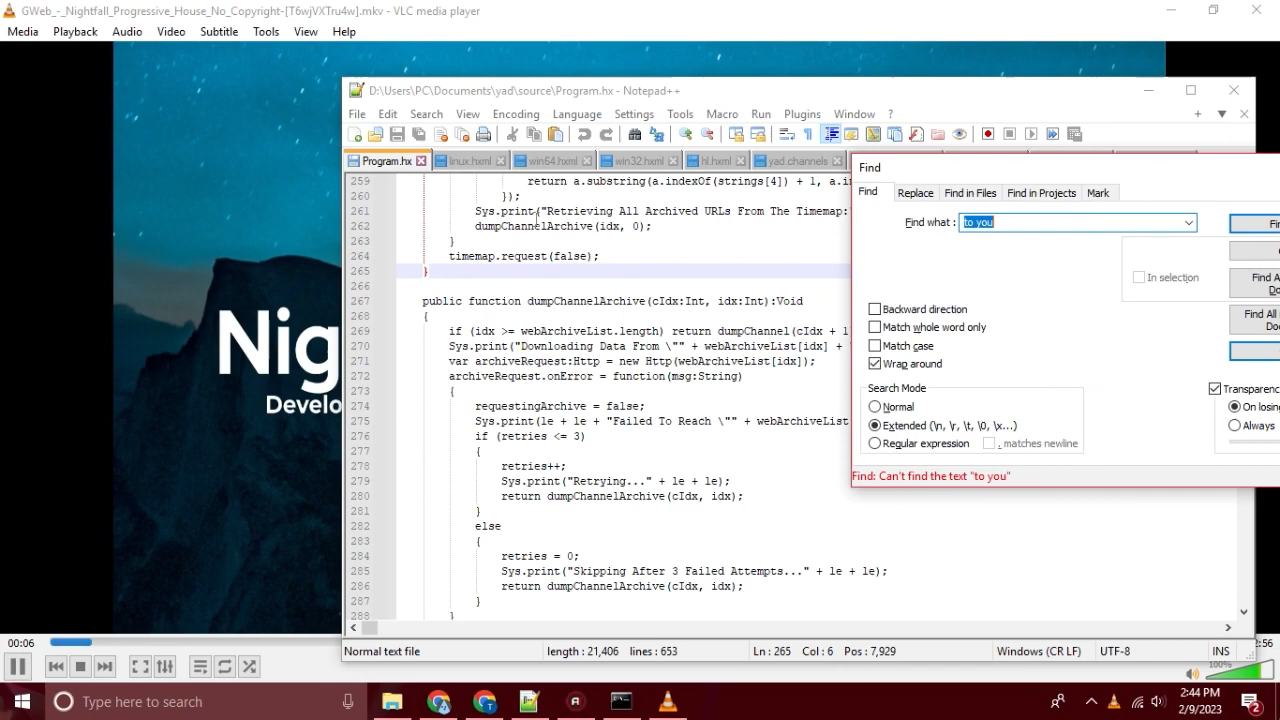 GWeb_-_Nightfall_Progressive_House_No_Copyright-[T6wjVXTru4w].mkv - VLC media player
Media Playback Audio Video Subtitle Tools View Help
D:\Users\PC\Documents\yad\source\Program.hx - Notepad++
File Edit Search View Encoding Language Settings Tools Macro Run Plugins Window ?
Program.hx linux.hxml win64.hxml win32.hxml hl.hxml yad.channels
259 return a.substring(a.indexOf(strings[4]) + 1, a.in
260 });
261 Sys.print("Retrieving All Archived URLs From The Timemap:
262 dumpChannelArchive(idx, 0);
263 }
264 timemap.request(false);
265 }
266
267 public function dumpChannelArchive(cIdx:Int, idx:Int):Void
268 {
269 if (idx >= webArchiveList.length) return dumpChannel(cIdx + 1
270 Sys.print("Downloading Data From \"" + webArchiveList[idx] +
271 var archiveRequest:Http = new Http(webArchiveList[idx]);
272 archiveRequest.onError = function(msg:String)
273 {
274 requestingArchive = false;
275 Sys.print(le + le + "Failed To Reach \"" + webArchiveList
276 if (retries <= 3)
277 {
278 retries++;
279 Sys.print("Retrying..." + le + le);
280 return dumpChannelArchive(cIdx, idx);
281 }
282 else
283 {
284 retries = 0;
285 Sys.print("Skipping After 3 Failed Attempts..." + le + le);
286 return dumpChannelArchive(cIdx, idx);
287 }
288 }
Find
Find Replace Find in Files Find in Projects Mark
Find what : to you
In selection
Find A
Find All
Backward direction
Match whole word only
Match case
Wrap around
Search Mode
Normal
Extended (\n, \r, \t, \0, \x...)
Regular expression . matches newline
Transparenc
On losing
Always
Find: Can't find the text "to you"
Nig
Develo
Normal text file length : 21,406 lines : 653 Ln : 265 Col : 6 Pos : 7,929 Windows (CR LF) UTF-8 INS
00:06
:56
100%
Type here to search
2:44 PM
2/9/2023
2